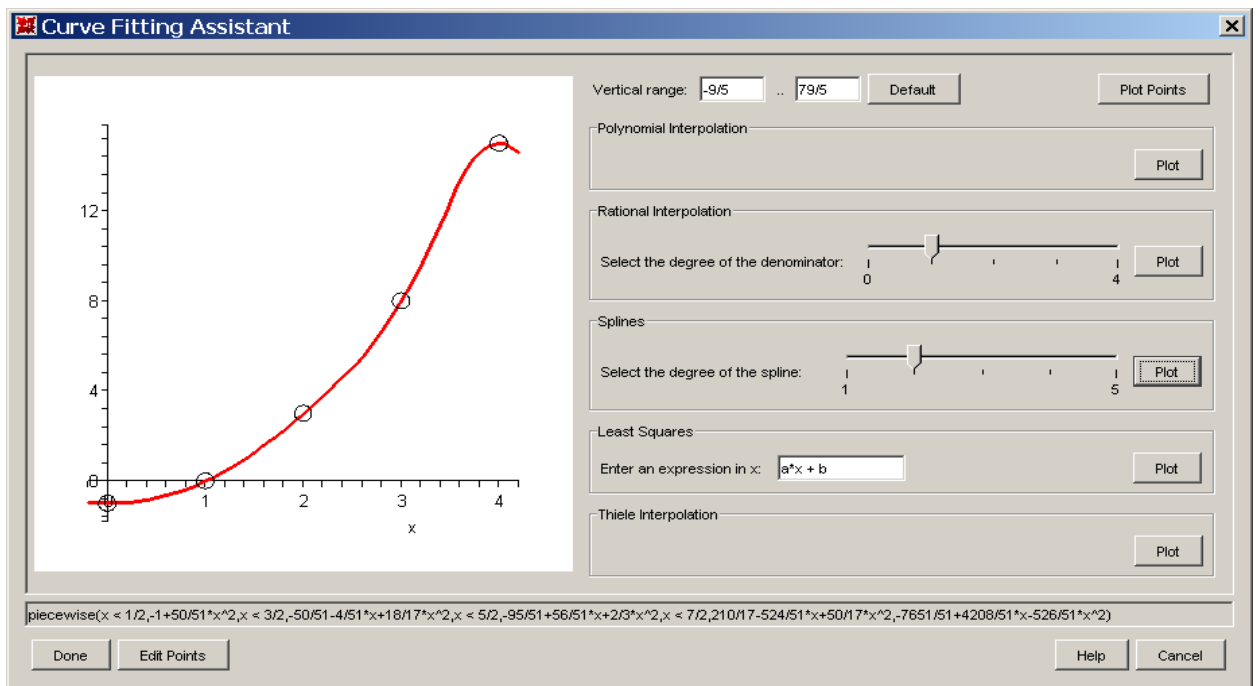 Curve Fitting Assistant
Vertical range: -9/5 .. 79/5 Default Plot Points
Polynomial Interpolation
Plot
Rational Interpolation
Select the degree of the denominator: 0 4 Plot
Splines
Select the degree of the spline: 1 5 Plot
Least Squares
Enter an expression in x: a*x + b Plot
Thiele Interpolation
Plot
12
8
4
0
0 1 2 3 4
x
piecewise(x < 1/2,-1+50/51*x^2,x < 3/2,-50/51-4/51*x+18/17*x^2,x < 5/2,-95/51+56/51*x+2/3*x^2,x < 7/2,210/17-524/51*x+50/17*x^2,-7651/51+4208/51*x-526/51*x^2)
Done Edit Points Help Cancel